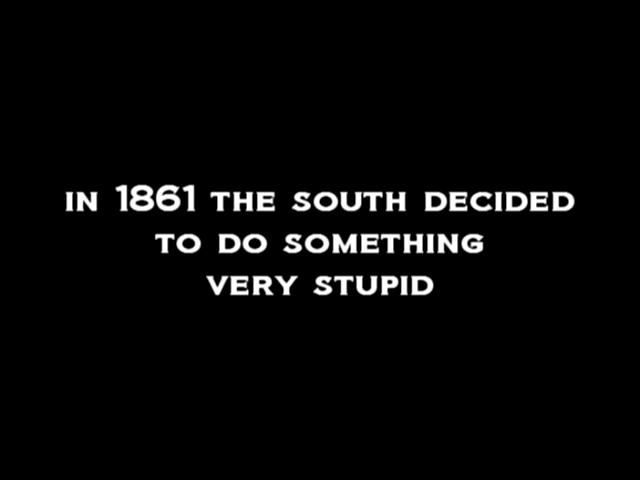 IN 1861 THE SOUTH DECIDED
TO DO SOMETHING
VERY STUPID